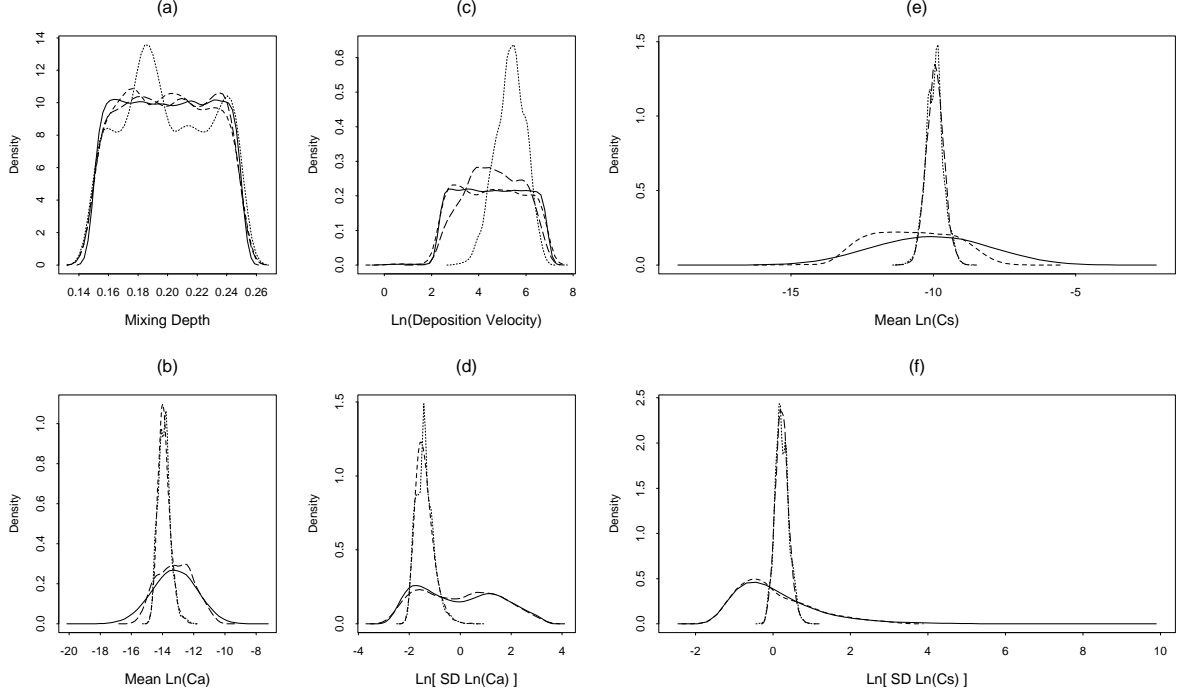 (a)
Density
14
12
10
8
6
4
2
0
0.14 0.16 0.18 0.20 0.22 0.24 0.26
Mixing Depth
(c)
Density
0.6
0.5
0.4
0.3
0.2
0.1
0.0
0 2 4 6 8
Ln(Deposition Velocity)
(e)
Density
1.5
1.0
0.5
0.0
-15 -10 -5
Mean Ln(Cs)
(b)
Density
1.0
0.8
0.6
0.4
0.2
0.0
-20 -18 -16 -14 -12 -10 -8
Mean Ln(Ca)
(d)
Density
1.5
1.0
0.5
0.0
-4 -2 0 2 4
Ln[ SD Ln(Ca) ]
(f)
Density
2.5
2.0
1.5
1.0
0.5
0.0
-2 0 2 4 6 8 10
Ln[ SD Ln(Cs) ]